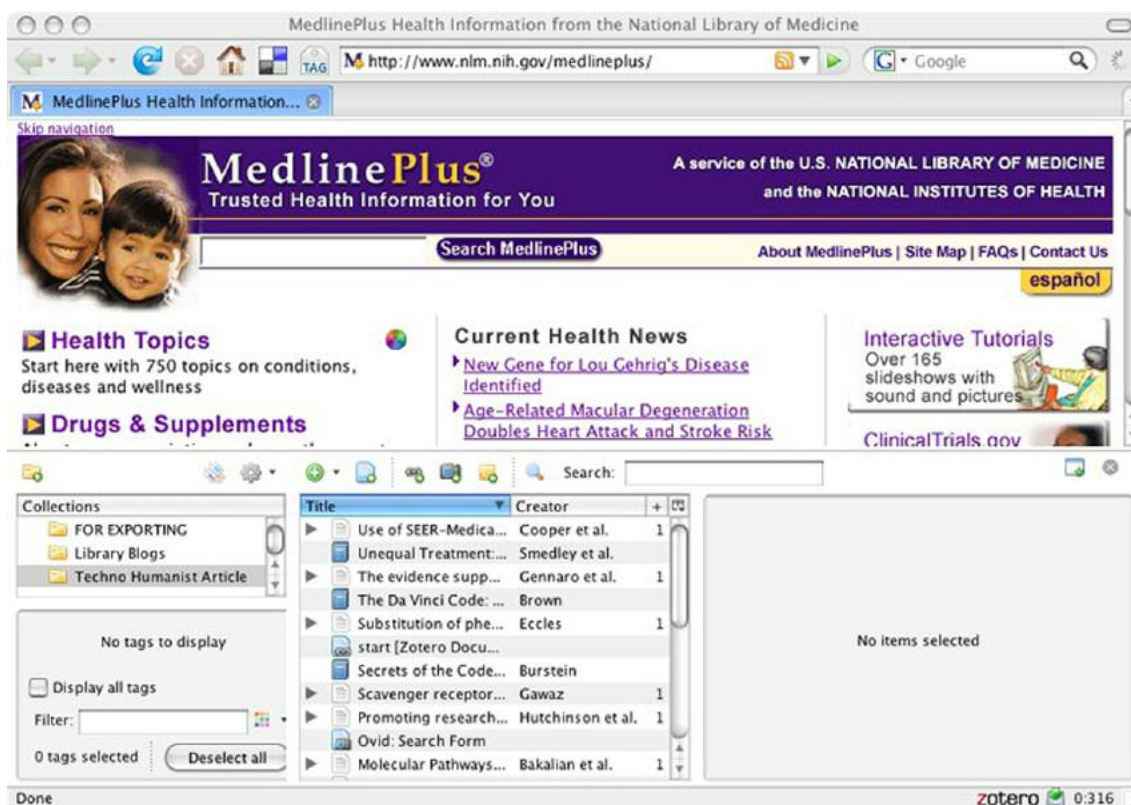 MedlinePlus Health Information from the National Library of Medicine
TAG
M http://www.nlm.nih.gov/medlineplus/
G Google
M MedlinePlus Health Information...
Skip navigation
MedlinePlus®
Trusted Health Information for You
A service of the U.S. NATIONAL LIBRARY OF MEDICINE
and the NATIONAL INSTITUTES OF HEALTH
Search MedlinePlus
About MedlinePlus | Site Map | FAQs | Contact Us
español
Health Topics
Start here with 750 topics on conditions,
diseases and wellness
Drugs & Supplements
Current Health News
New Gene for Lou Gehrig's Disease
Identified
Age-Related Macular Degeneration
Doubles Heart Attack and Stroke Risk
Interactive Tutorials
Over 165
slideshows with
sound and pictures
ClinicalTrials.gov
Search:
Collections
FOR EXPORTING
Library Blogs
Techno Humanist Article
No tags to display
Display all tags
Filter:
0 tags selected
Deselect all
Title Creator +
Use of SEER-Medica... Cooper et al. 1
Unequal Treatment:... Smedley et al.
The evidence supp... Gennaro et al. 1
The Da Vinci Code: ... Brown
Substitution of phe... Eccles 1
start [Zotero Docu...
Secrets of the Code... Burstein
Scavenger receptor... Gawaz 1
Promoting research... Hutchinson et al. 1
Ovid: Search Form
Molecular Pathways... Bakalian et al. 1
No items selected
Done
zotero 0:316